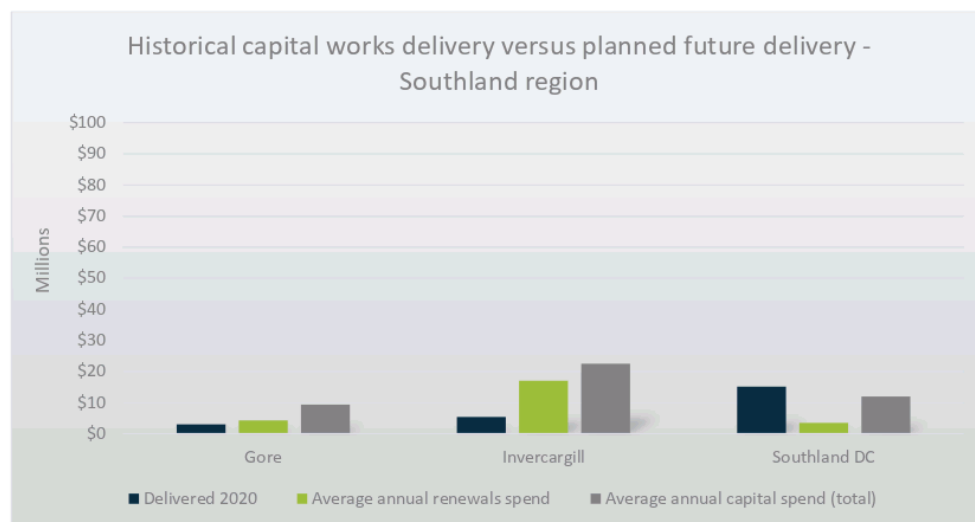 Historical capital works delivery versus planned future delivery -
Southland region
$100
$90
$80
$70
$60
$50
$40
$30
$20
$10
$0
Millions
Gore Invercargill Southland DC
Delivered 2020 Average annual renewals spend Average annual capital spend (total)